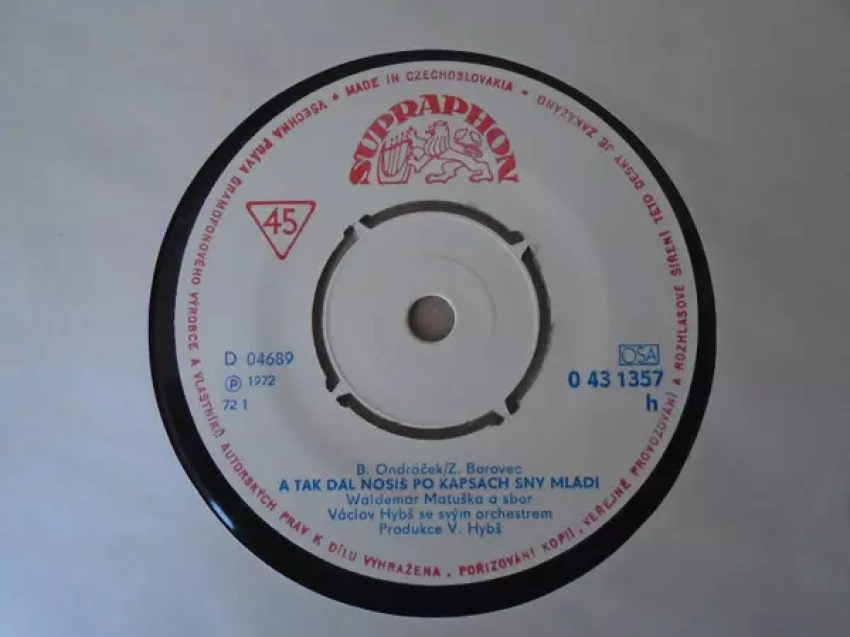 VŠECHNA PRÁVA GRAMOFONOVÉHO VÝROBCE A VLASTNÍKŮ AUTORSKÝCH PRÁV K DÍLU VYHRAŽENA. POŘIZOVÁNÍ KOPIÍ, VEŘEJNÉ PROVOZOVÁNÍ A ROZHLASOVÉ ŠÍŘENÍ TÉTO DESKY JE ZAKÁZÁNO • MADE IN CZECHOSLOVAKIA •
SUPRAPHON
45
D 04689
℗ 1972
72 1
OSA
0 43 1357
h
B. Ondráček/Z. Borovec
A TAK DÁL NOSÍŠ PO KAPSÁCH SNY MLÁDÍ
Waldemar Matuška a sbor
Václav Hybš se svým orchestrem
Produkce V. Hybš